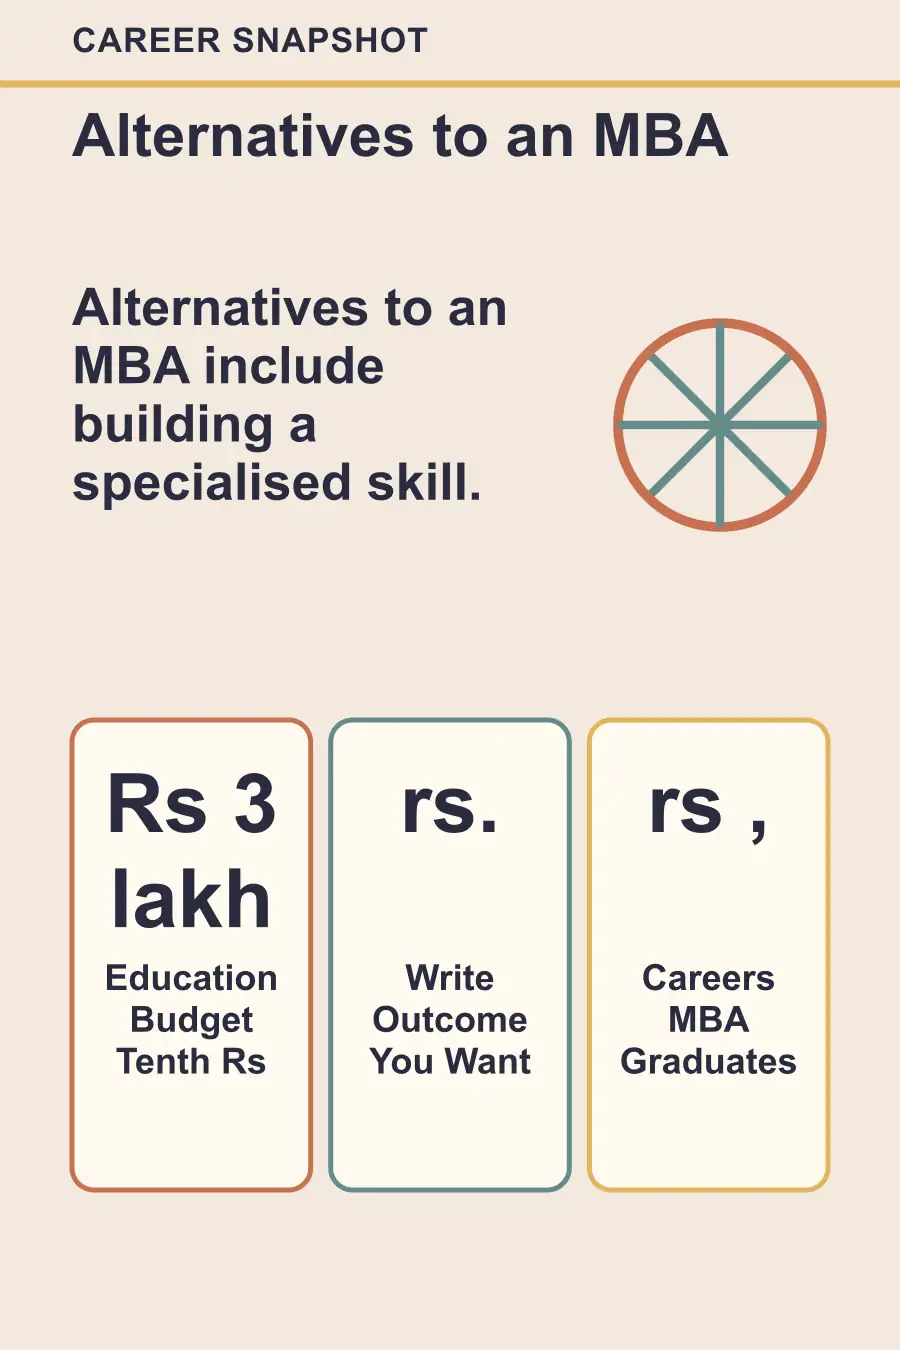 CAREER SNAPSHOT
Alternatives to an MBA
Alternatives to an
MBA include
building a
specialised skill.
Rs 3
lakh
Education
Budget
Tenth Rs
rs.
Write
Outcome
You Want
rs ,
Careers
MBA
Graduates